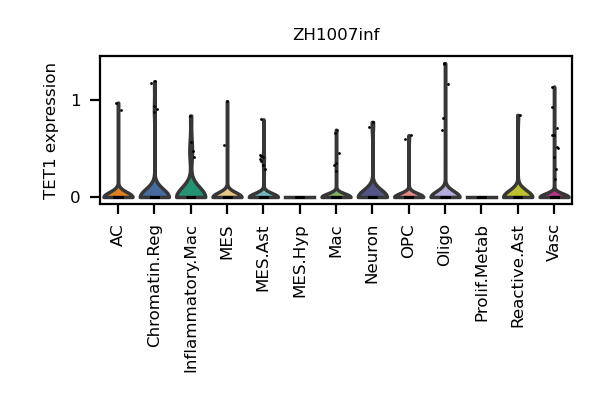 ZH1007inf
TET1 expression
1
0
AC
Chromatin.Reg
Inflammatory.Mac
MES
MES.Ast
MES.Hyp
Mac
Neuron
OPC
Oligo
Prolif.Metab
Reactive.Ast
Vasc